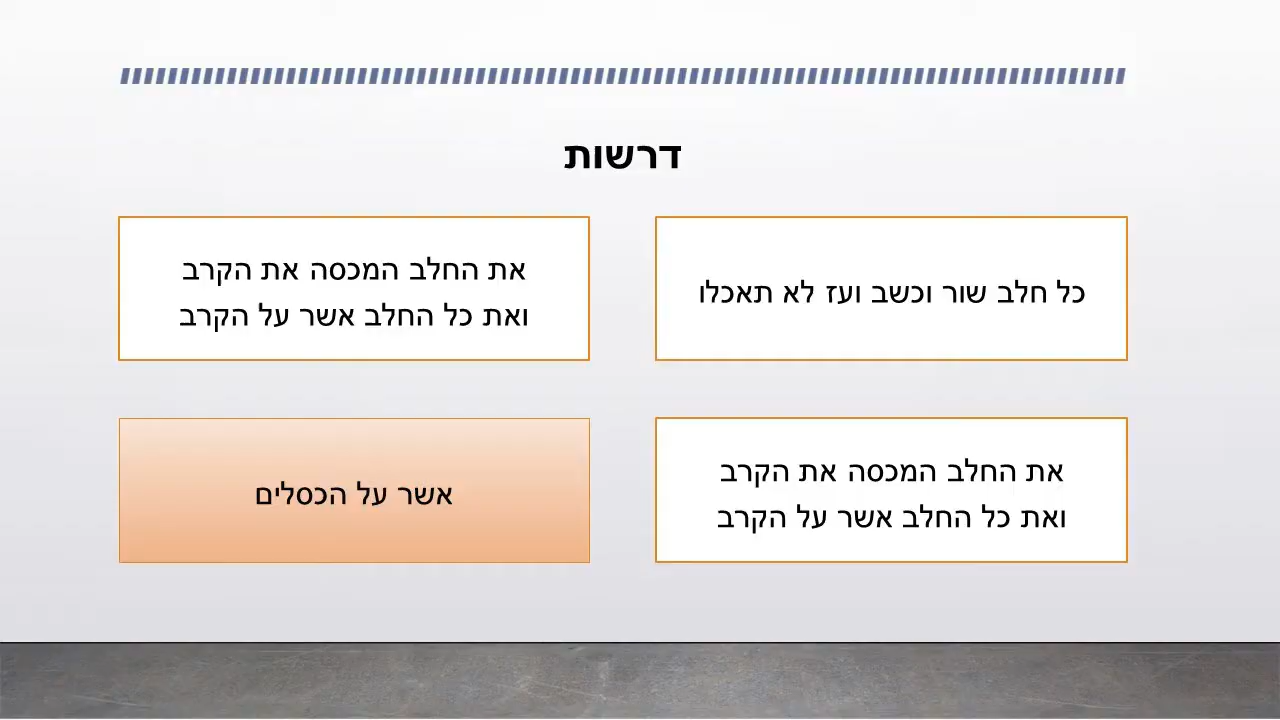 דרשות
כל חלב שור וכשב ועז לא תאכלו
את החלב המכסה את הקרב
ואת כל החלב אשר על הקרב
את החלב המכסה את הקרב
ואת כל החלב אשר על הקרב
אשר על הכסלים